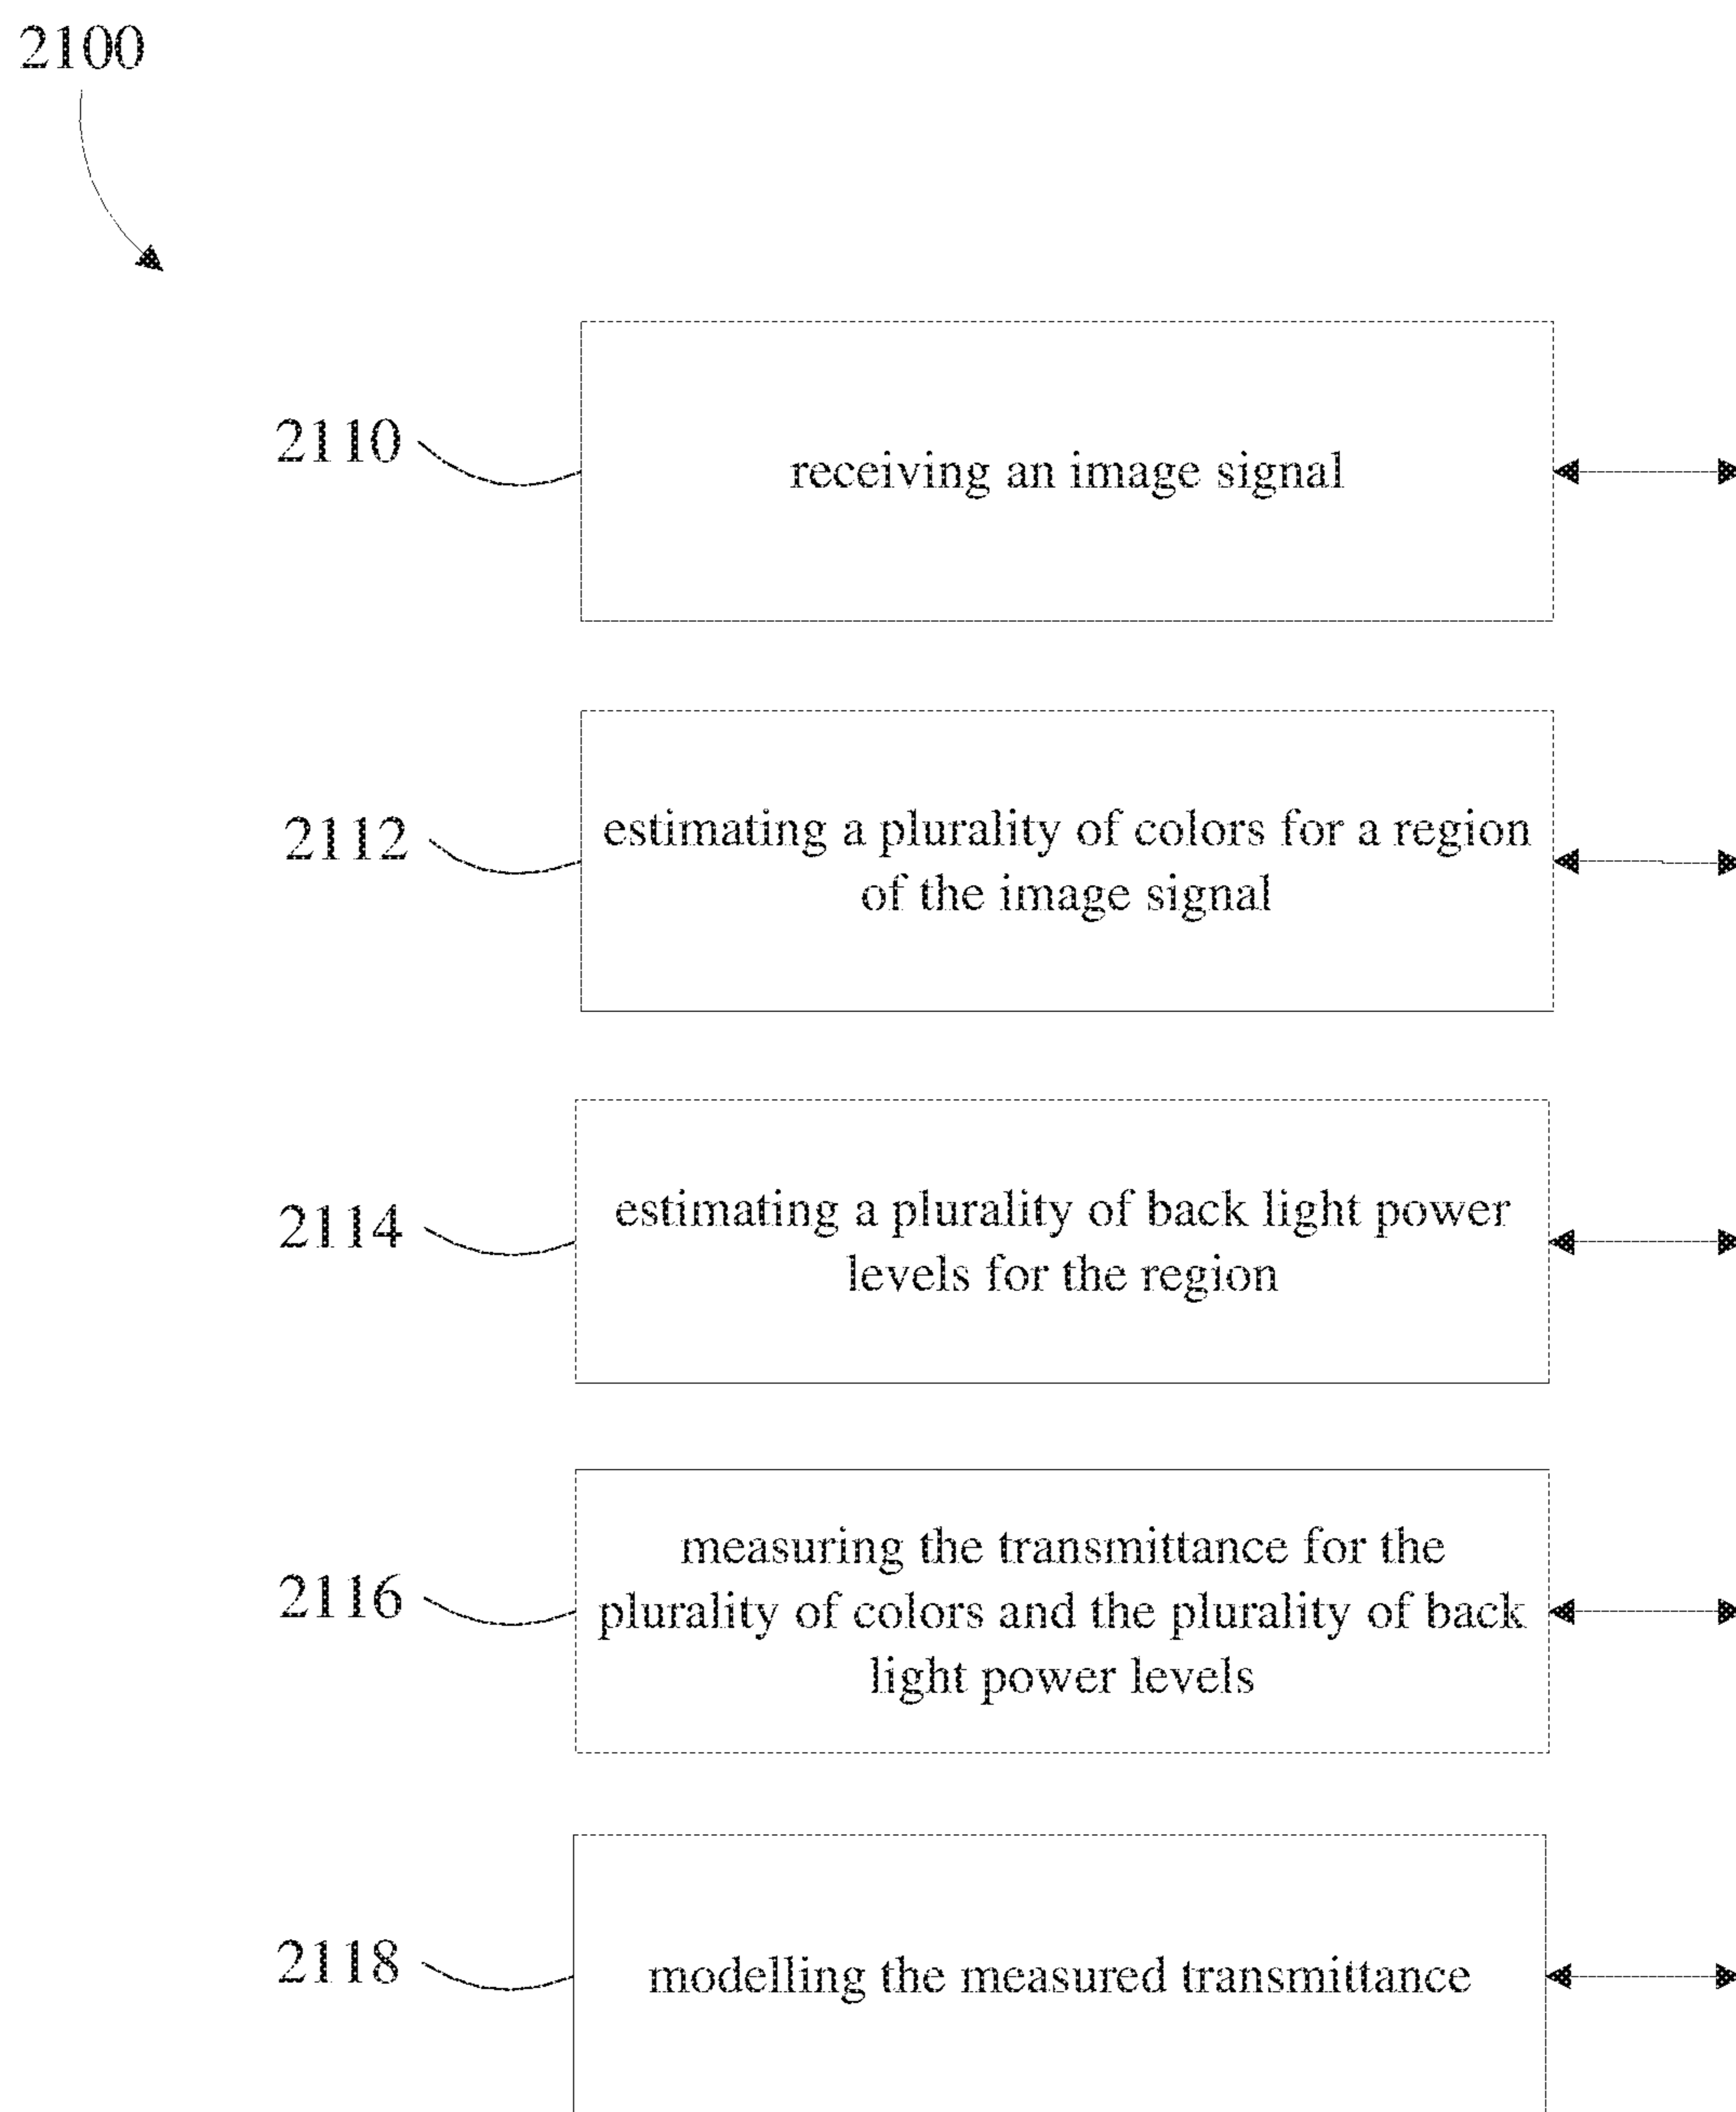 2100
2110
receiving an image signal
2112
estimating a plurality of colors for a region
of the image signal
2114
estimating a plurality of back light power
levels for the region
2116
measuring the transmittance for the
plurality of colors and the plurality of back
light power levels
2118
modelling the measured transmittance